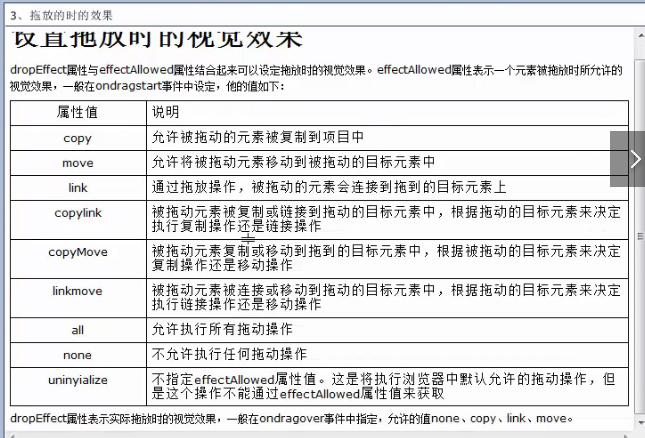 3、拖放的时的效果
设置拖放时的视觉效果
dropEffect属性与effectAllowed属性结合起来可以设定拖放时的视觉效果。effectAllowed属性表示一个元素被拖放时所允许的
视觉效果，一般在ondragstart事件中设定，他的值如下：
属性值 说明
copy 允许被拖动的元素被复制到项目中
move 允许将被拖动元素移动到被拖动的目标元素中
link 通过拖放操作，被拖动的元素会连接到拖到的目标元素上
copylink 被拖动元素被复制或链接到拖动的目标元素中，根据拖动的目标元素来决定
执行复制操作还是链接操作
copyMove 被拖动元素复制或移动到拖到的目标元素中，根据被拖动的目标元素来决定
复制操作还是移动操作
linkmove 被拖动元素被连接或移动到拖动的目标元素中，根据拖动的目标元素来决定
执行链接操作还是移动操作
all 允许执行所有拖动操作
none 不允许执行任何拖动操作
uninyialize 不指定effectAllowed属性值。这是将执行浏览器中默认允许的拖动操作，但
是这个操作不能通过effectAllowed属性值来获取
dropEffect属性表示实际拖放时的视觉效果，一般在ondragover事件中指定，允许的值none、copy、link、move。